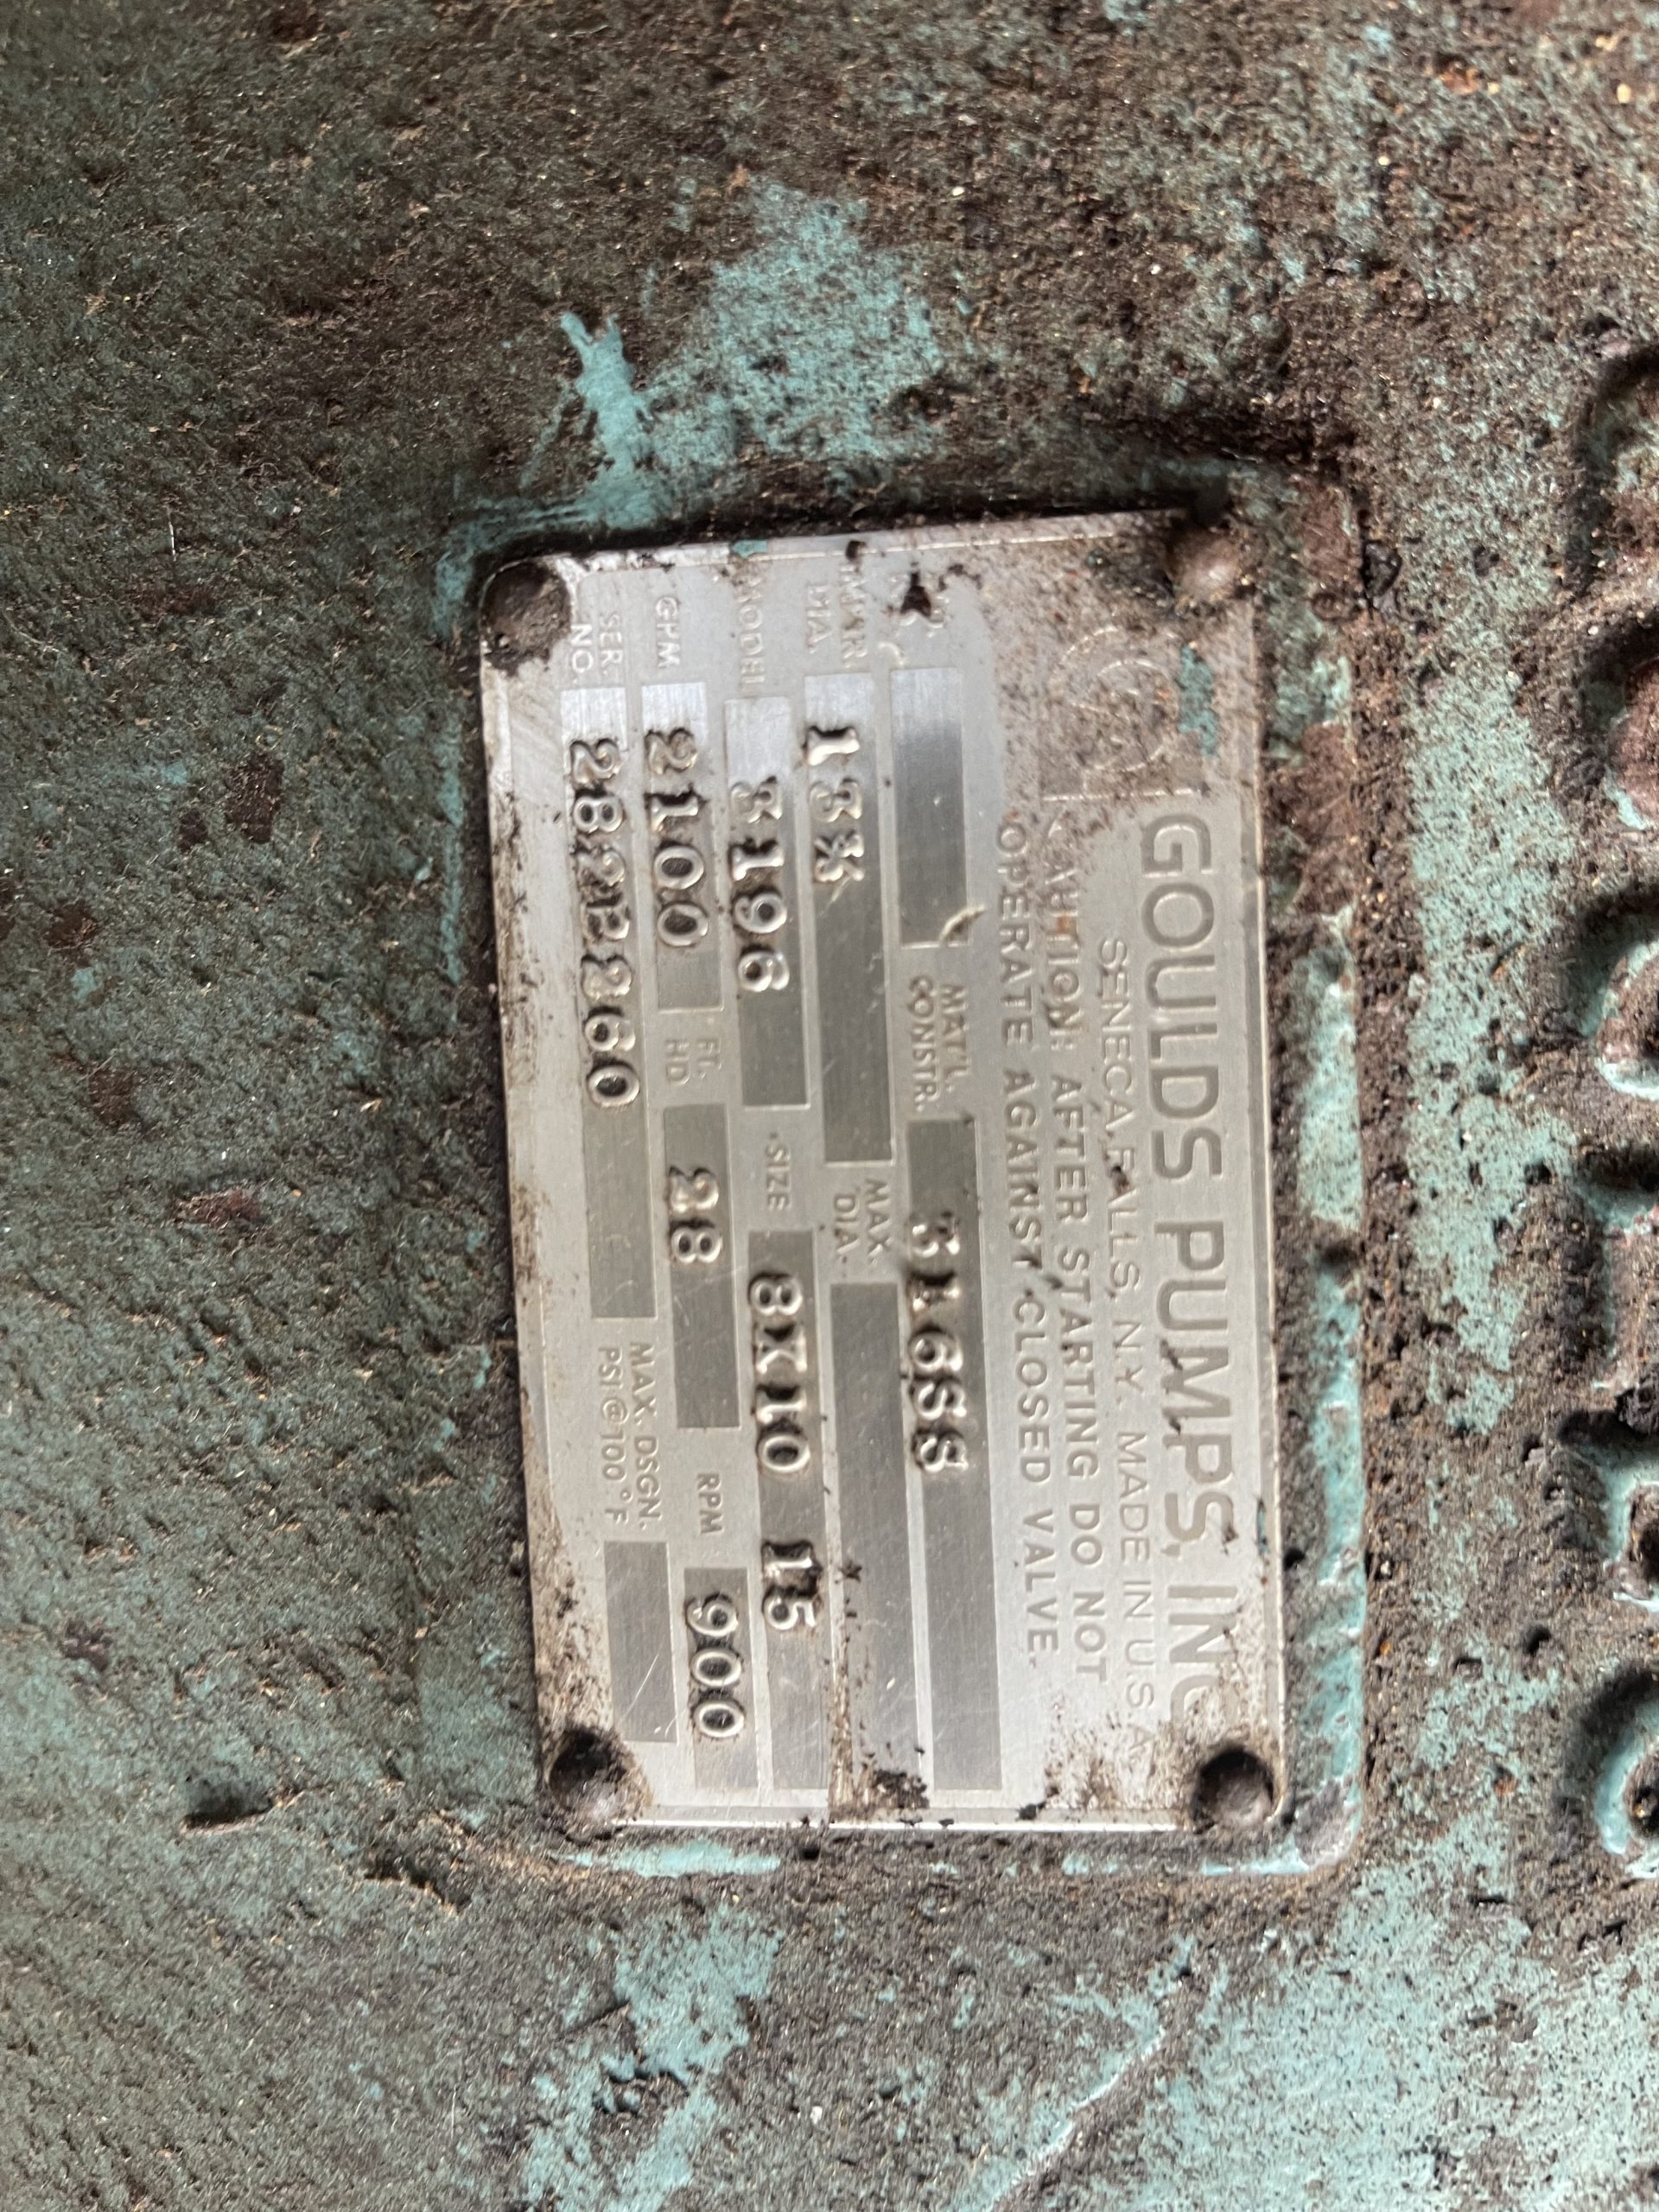 GOULDS PUMPS, INC
SENECA FALLS, N.Y. MADE IN U.S.A.
CAUTION: AFTER STARTING DO NOT
OPERATE AGAINST CLOSED VALVE.
MAT'L. CONSTR. 316SS
IMPLR. DIA. MAX. DIA.
MODEL 3196 SIZE 8X10 15
GPM 2100 FT. HD 28 RPM 900
SER. NO. MAX. DSGN. PSI @ 100°F